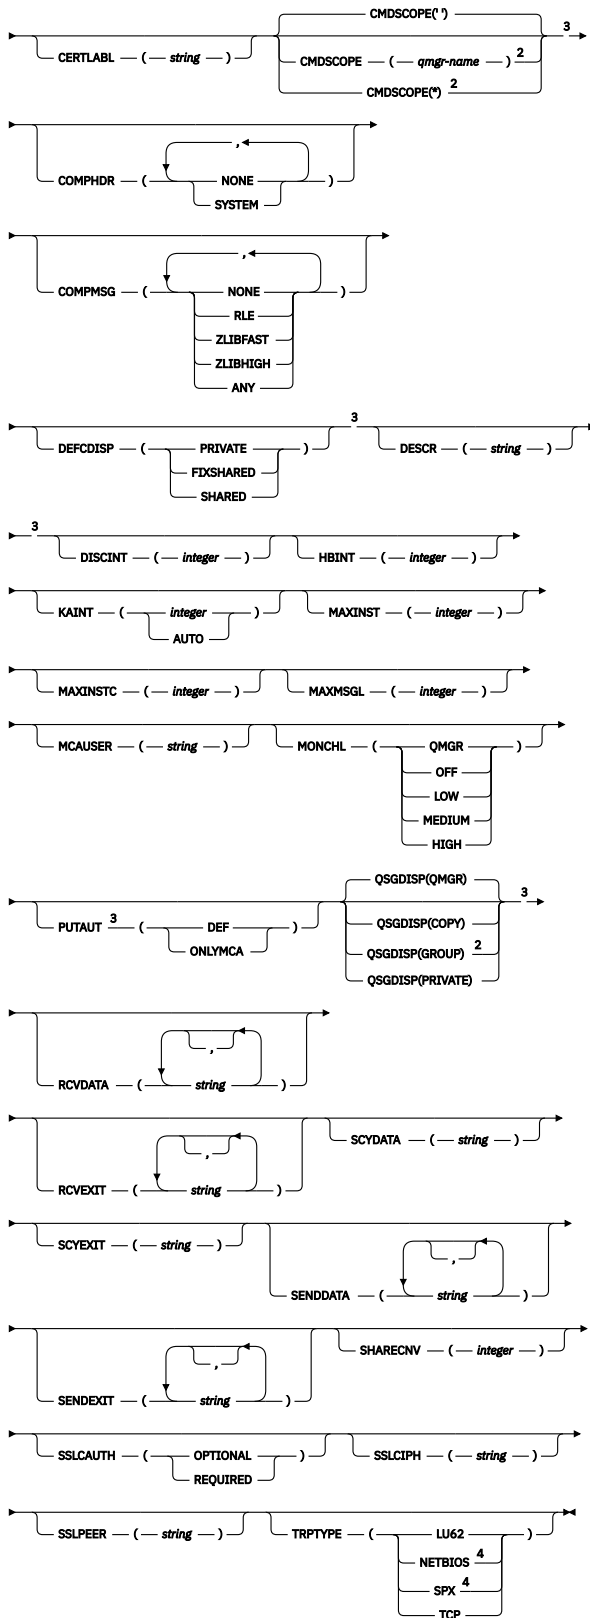 CMDSCOPE(' ')
3
CERTLABL ( string )
CMDSCOPE ( qmgr-name ) 2
CMDSCOPE(*) 2
,
COMPHDR ( NONE )
SYSTEM
,
COMPMSG ( NONE )
RLE
ZLIBFAST
ZLIBHIGH
ANY
3
DEFCDISP ( PRIVATE ) DESCR ( string )
FIXSHARED
SHARED
3
DISCINT ( integer ) HBINT ( integer )
KAINT ( integer ) MAXINST ( integer )
AUTO
MAXINSTC ( integer ) MAXMSGL ( integer )
MCAUSER ( string ) MONCHL ( QMGR )
OFF
LOW
MEDIUM
HIGH
QSGDISP(QMGR)
3
PUTAUT 3 ( DEF ) QSGDISP(COPY)
ONLYMCA QSGDISP(GROUP) 2
QSGDISP(PRIVATE)
,
RCVDATA ( string )
SCYDATA ( string )
,
RCVEXIT ( string )
SCYEXIT ( string )
,
SENDDATA ( string )
SHARECNV ( integer )
,
SENDEXIT ( string )
SSLCAUTH ( OPTIONAL ) SSLCIPH ( string )
REQUIRED
SSLPEER ( string ) TRPTYPE ( LU62 )
NETBIOS 4
SPX 4
TCP